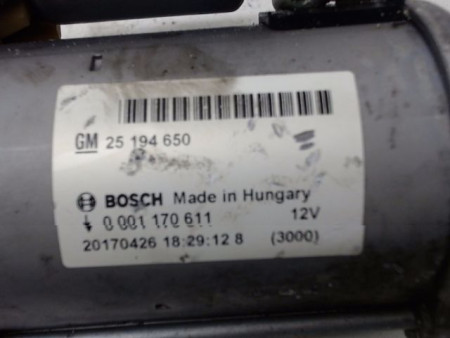 GM 25 194 650
BOSCH Made in Hungary
0 001 170 611 12V
20170426 18:29:12 8 (3000)